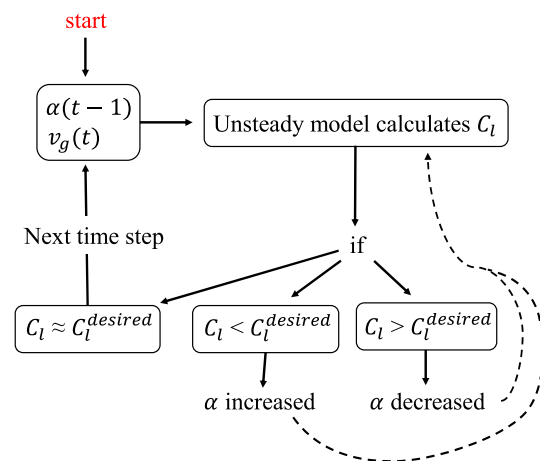 start
α(t − 1)
v_g(t)
Unsteady model calculates C_l
Next time step
if
C_l ≈ C_l^{desired}
C_l < C_l^{desired}
C_l > C_l^{desired}
α increased
α decreased